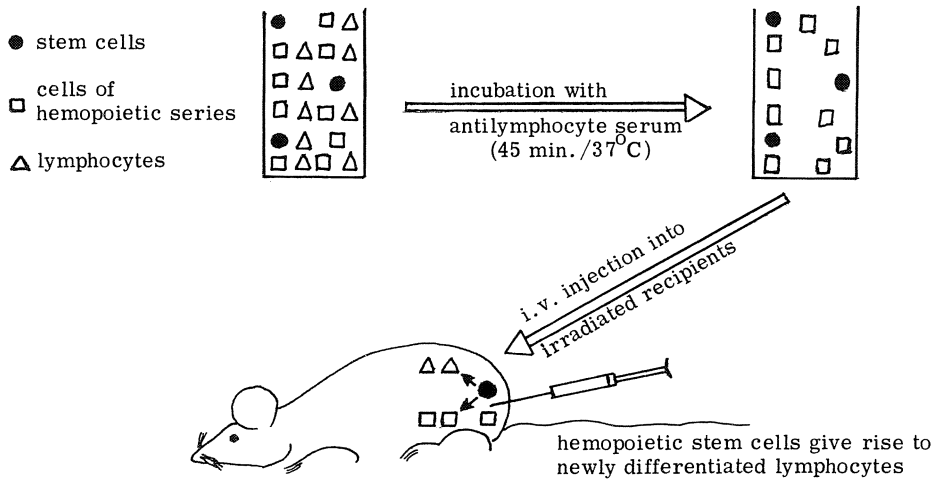 stem cells
cells of
hemopoietic series
lymphocytes
incubation with
antilymphocyte serum
(45 min./37°C)
i.v. injection into
irradiated recipients
hemopoietic stem cells give rise to
newly differentiated lymphocytes